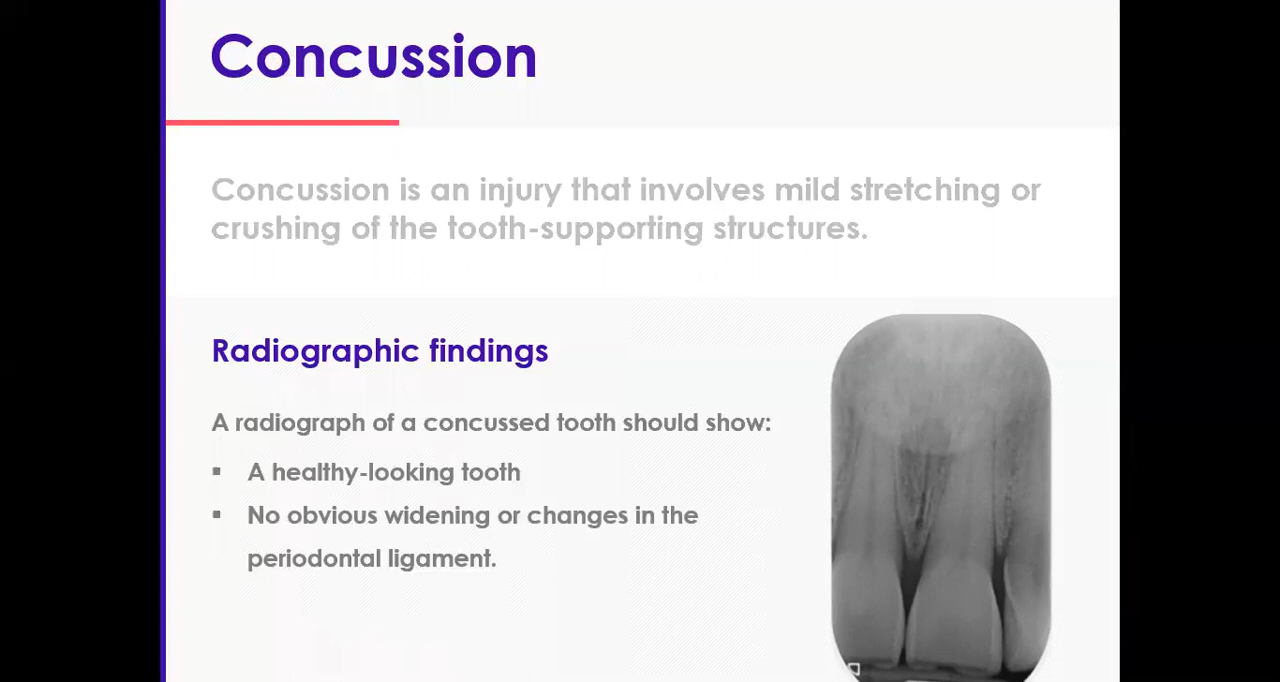 Concussion
Concussion is an injury that involves mild stretching or
crushing of the tooth-supporting structures.
Radiographic findings
A radiograph of a concussed tooth should show:
▪ A healthy-looking tooth
▪ No obvious widening or changes in the
periodontal ligament.